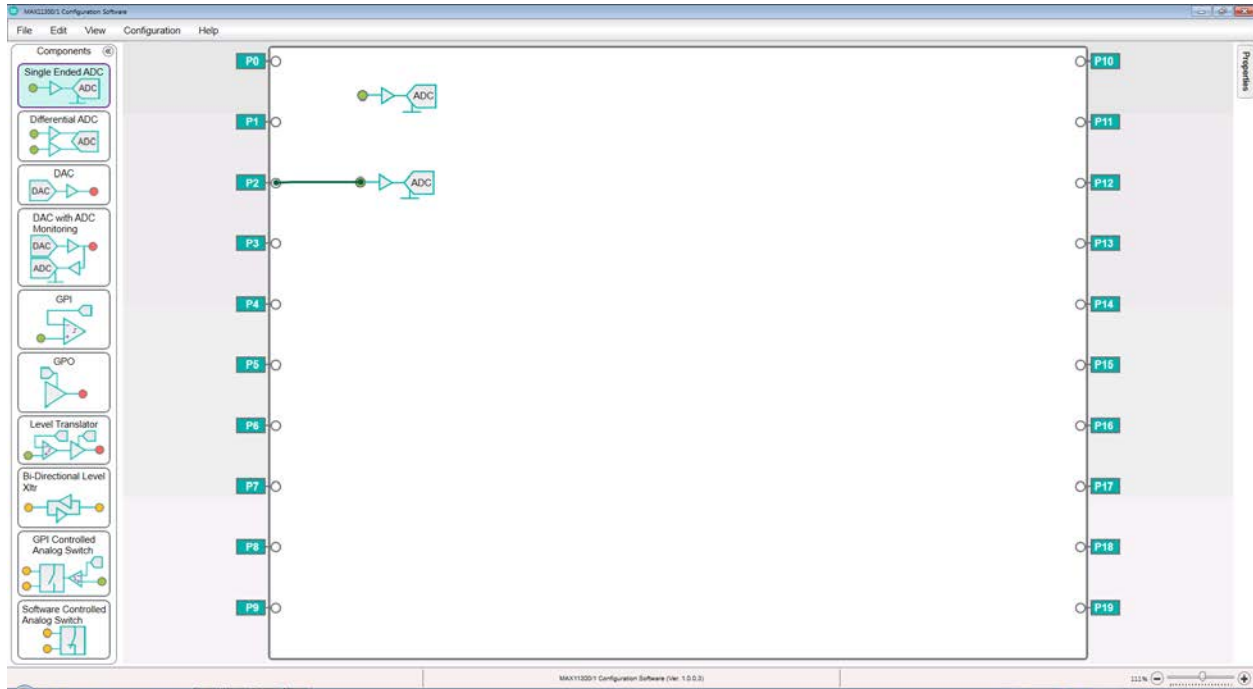 MAX11300/1 Configuration Software
File Edit View Configuration Help
Components
Single Ended ADC
ADC
Differential ADC
ADC
DAC
DAC
DAC with ADC
Monitoring
DAC
ADC
GPI
GPO
Level Translator
Bi-Directional Level
Xltr
GPI Controlled
Analog Switch
Software Controlled
Analog Switch
P0
P1
P2
P3
P4
P5
P6
P7
P8
P9
ADC
ADC
P10
P11
P12
P13
P14
P15
P16
P17
P18
P19
Properties
MAX11300/1 Configuration Software (Ver. 1.0.0.3)
111%